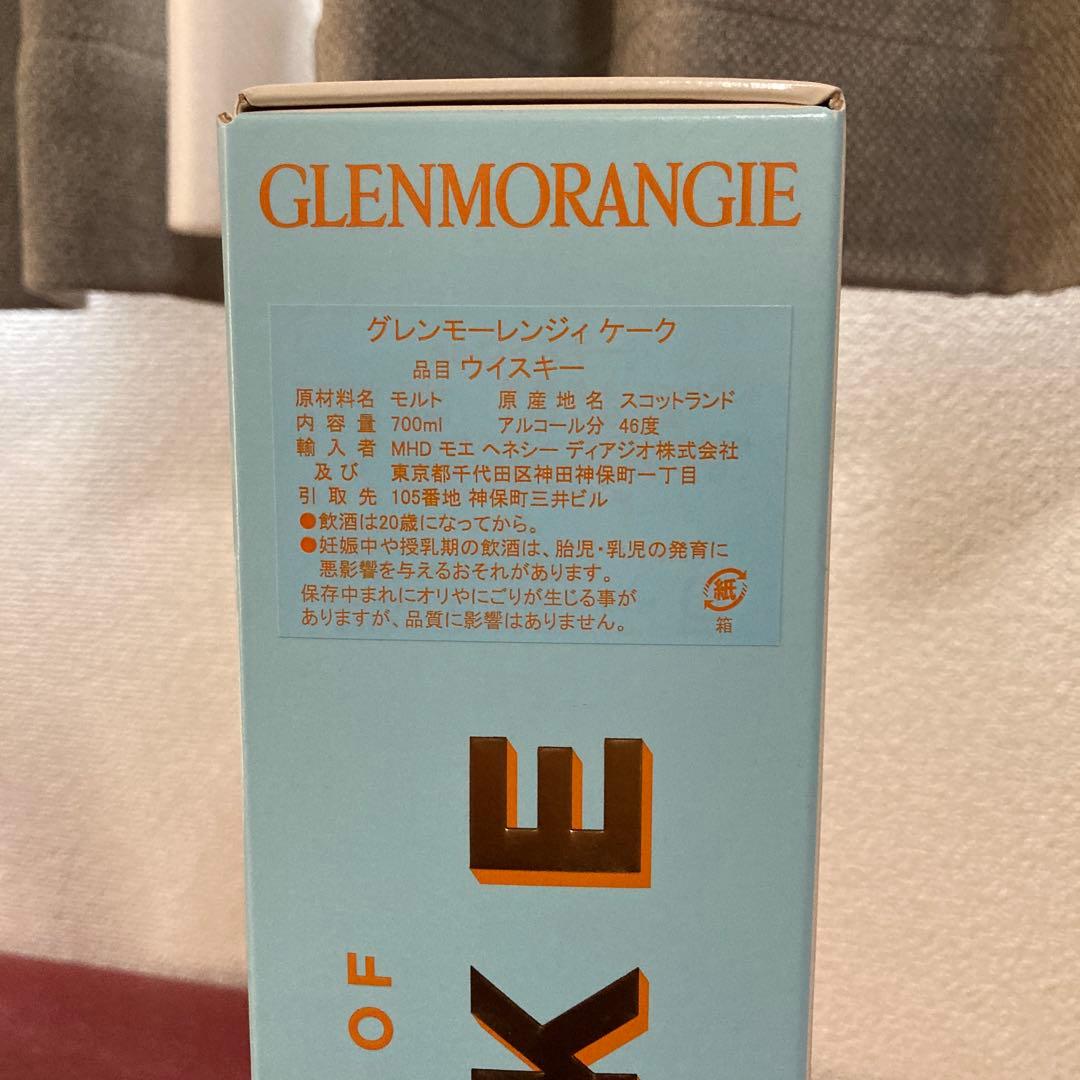 GLENMORANGIE
グレンモーレンジィ ケーク
品目 ウイスキー
原材料名 モルト 原産地名 スコットランド
内容量 700ml アルコール分 46度
輸入者 MHD モエ ヘネシー ディアジオ株式会社
及び 東京都千代田区神田神保町一丁目
引取先 105番地 神保町三井ビル
●飲酒は20歳になってから。
●妊娠中や授乳期の飲酒は、胎児・乳児の発育に
悪影響を与えるおそれがあります。
保存中まれにオリやにごりが生じる事が
ありますが、品質に影響はありません。
紙
箱
OF
KE